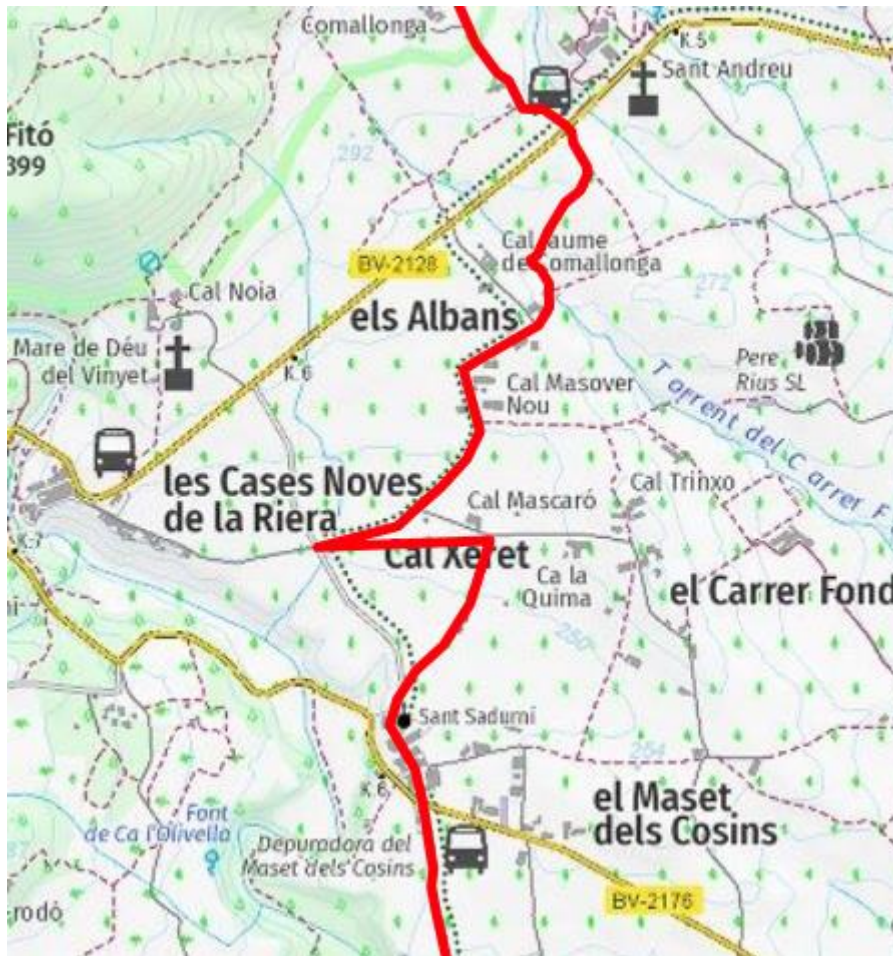 Comallonga
K 5
Sant Andreu
Fitó
399
292
BV-2128
Cal Jaume
de Comallonga
272
Cal Noia
els Albans
Mare de Déu
del Vinyet
K 6
Pere
Rius SL
Cal Masover
Nou
Torrent del Carret F
les Cases Noves
de la Riera
Cal Mascaró
Cal Trinxo
K 7
Cal Xeret
Ca la
Quima
el Carrer Fond
250
Sant Sadurní
254
K 6
Font
de Ca l'Olivella
el Maset
dels Cosins
Depuradora del
Maset dels Cosins
BV-2176
rodó